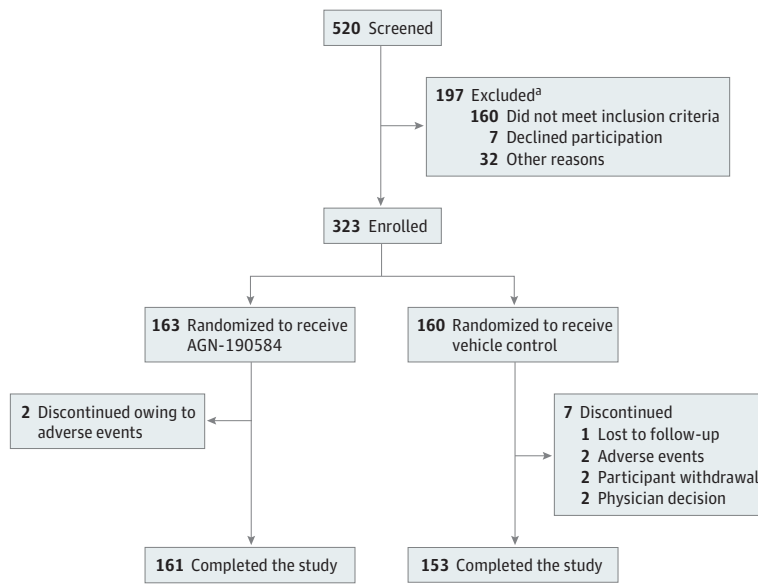 520 Screened
197 Excludedᵃ
160 Did not meet inclusion criteria
7 Declined participation
32 Other reasons
323 Enrolled
163 Randomized to receive
AGN-190584
160 Randomized to receive
vehicle control
2 Discontinued owing to
adverse events
7 Discontinued
1 Lost to follow-up
2 Adverse events
2 Participant withdrawal
2 Physician decision
161 Completed the study
153 Completed the study